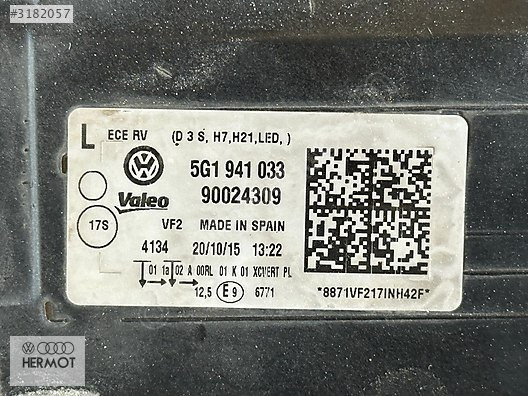 #3182057
L ECE RV (D 3 S, H7,H21,LED, )
5G1 941 033
Valeo 90024309
17S VF2 MADE IN SPAIN
4134 20/10/15 13:22
01 1a 02 A 00RL 01 K 01 PL
12,5 E9 6771
*8871VF217INH42F*
HERMOT